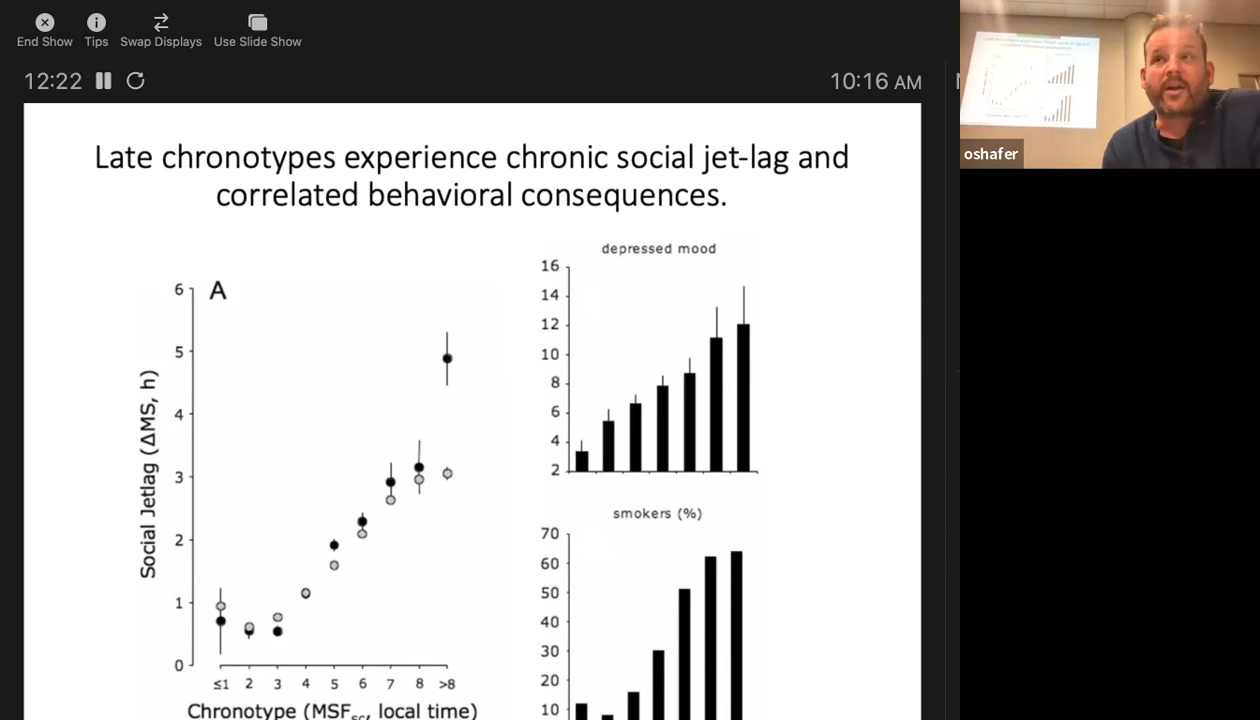 End Show Tips Swap Displays Use Slide Show
12:22
10:16 AM
oshafer
Late chronotypes experience chronic social jet-lag and
correlated behavioral consequences.
A
Social Jetlag (ΔMS, h)
6
5
4
3
2
1
0
≤1 2 3 4 5 6 7 8 >8
Chronotype (MSFsc, local time)
depressed mood
16
14
12
10
8
6
4
2
smokers (%)
70
60
50
40
30
20
10